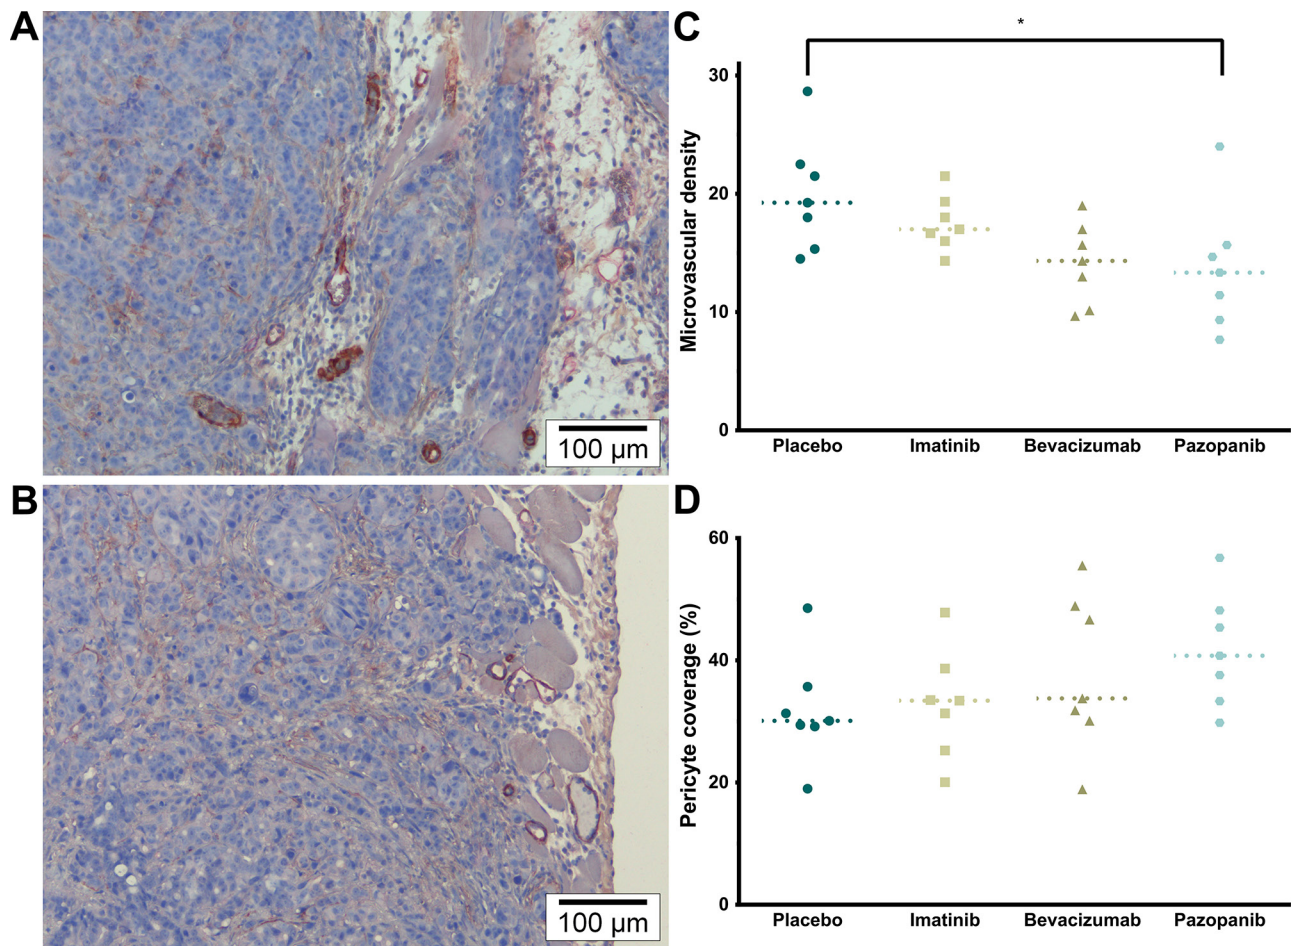 A
100 µm
B
100 µm
C
*
Microvascular density
30
20
10
0
Placebo Imatinib Bevacizumab Pazopanib
D
Pericyte coverage (%)
60
40
20
0
Placebo Imatinib Bevacizumab Pazopanib